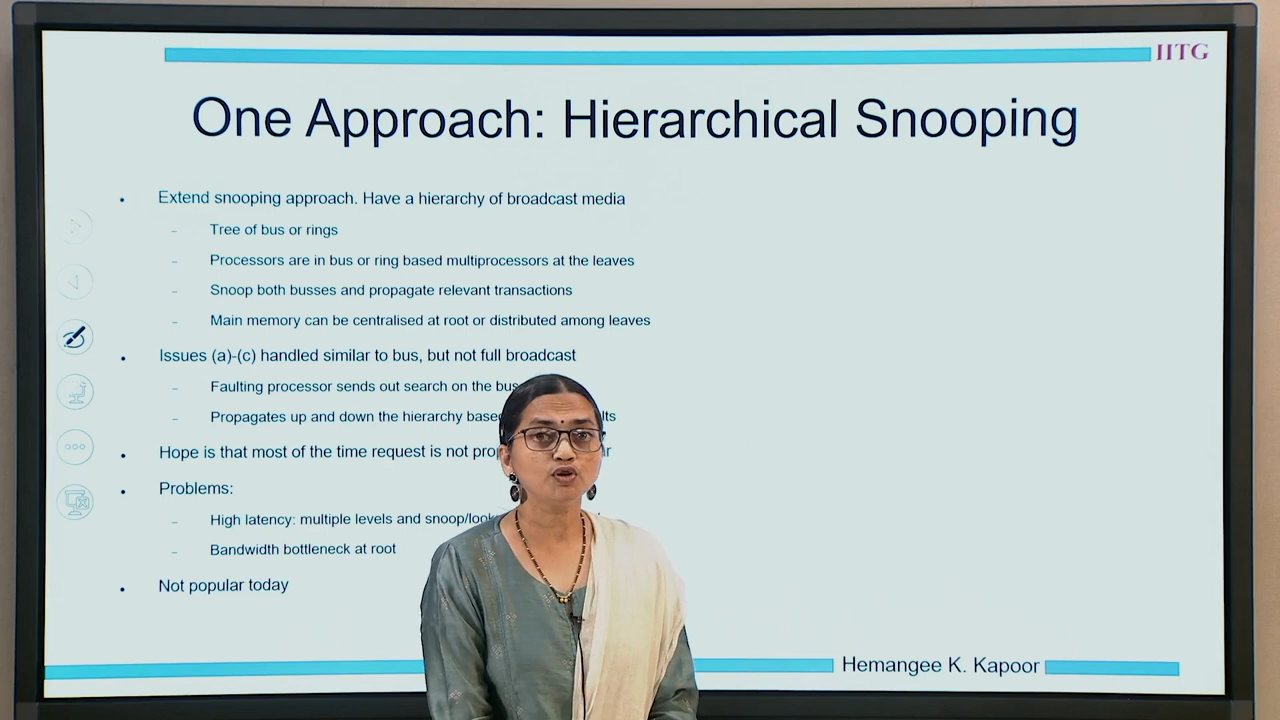 IITG
One Approach: Hierarchical Snooping
• Extend snooping approach. Have a hierarchy of broadcast media
– Tree of bus or rings
– Processors are in bus or ring based multiprocessors at the leaves
– Snoop both busses and propagate relevant transactions
– Main memory can be centralised at root or distributed among leaves
• Issues (a)-(c) handled similar to bus, but not full broadcast
– Faulting processor sends out search on the bus
– Propagates up and down the hierarchy
• Hope is that most of the time request is not
• Problems:
– High latency: multiple levels and
– Bandwidth bottleneck at root
• Not popular today
Hemangee K. Kapoor